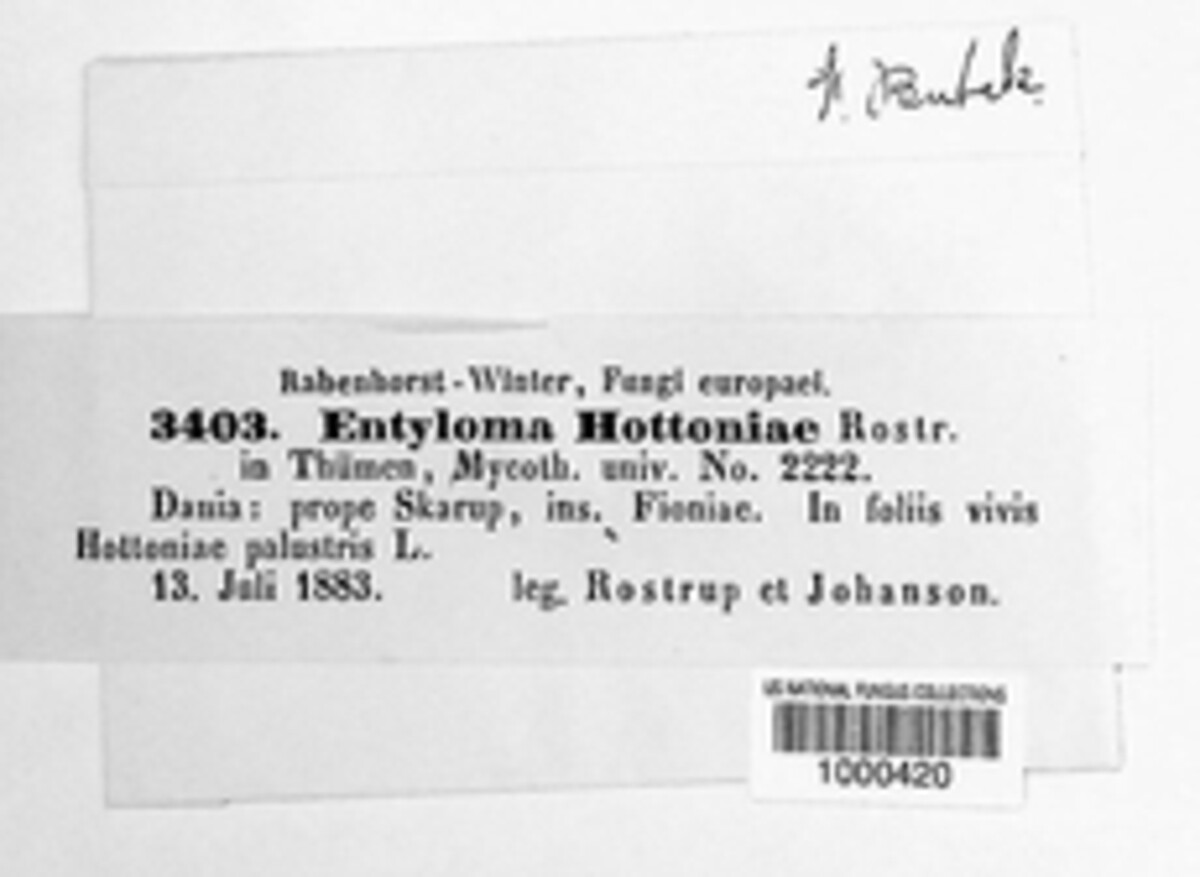 Rabenhorst-Winter, Fungi europaei.
3403. Entyloma Hottoniae Rostr.
in Thümen, Mycoth. univ. No. 2222.
Dania: prope Skarup, ins. Fioniae. In foliis vivis
Hottoniae palustris L.
13. Juli 1883. leg. Rostrup et Johanson.
US NATIONAL FUNGUS COLLECTIONS
1000420